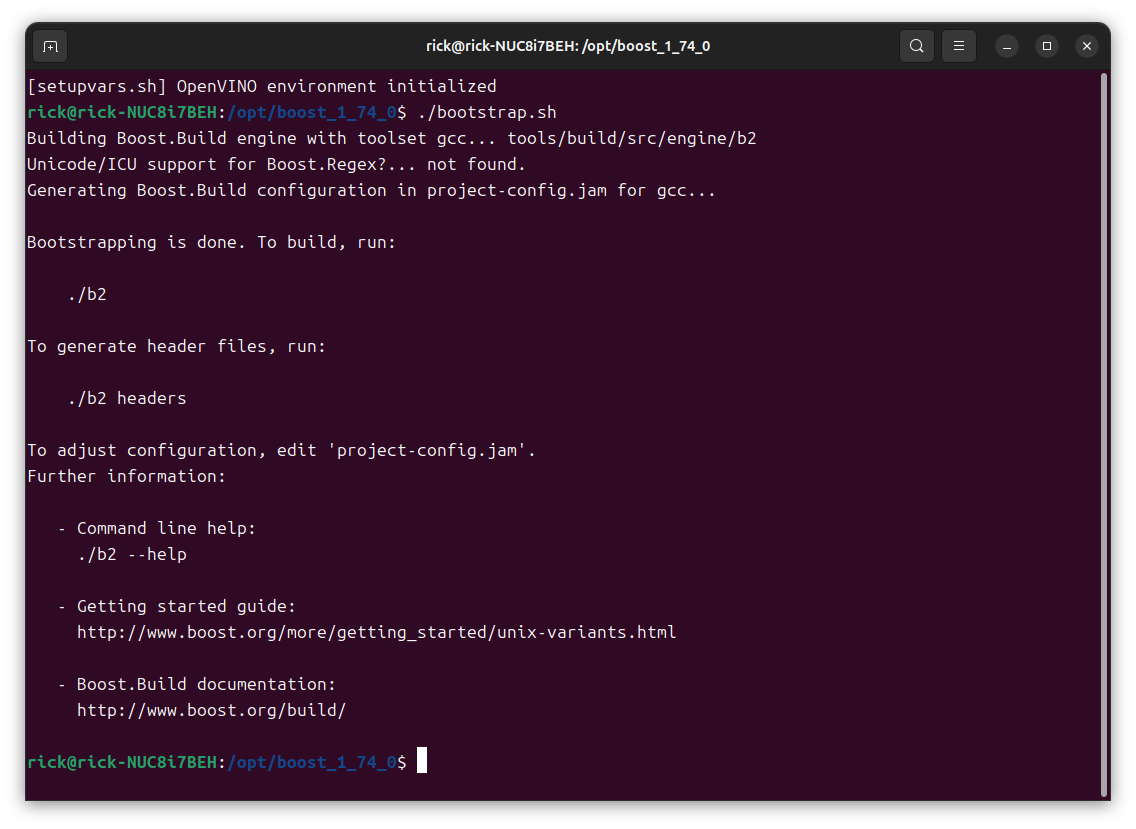 rick@rick-NUC8i7BEH: /opt/boost_1_74_0
[setupvars.sh] OpenVINO environment initialized
rick@rick-NUC8i7BEH:/opt/boost_1_74_0$ ./bootstrap.sh
Building Boost.Build engine with toolset gcc... tools/build/src/engine/b2
Unicode/ICU support for Boost.Regex?... not found.
Generating Boost.Build configuration in project-config.jam for gcc...
Bootstrapping is done. To build, run:
./b2
To generate header files, run:
./b2 headers
To adjust configuration, edit 'project-config.jam'.
Further information:
- Command line help:
./b2 --help
- Getting started guide:
http://www.boost.org/more/getting_started/unix-variants.html
- Boost.Build documentation:
http://www.boost.org/build/
rick@rick-NUC8i7BEH:/opt/boost_1_74_0$